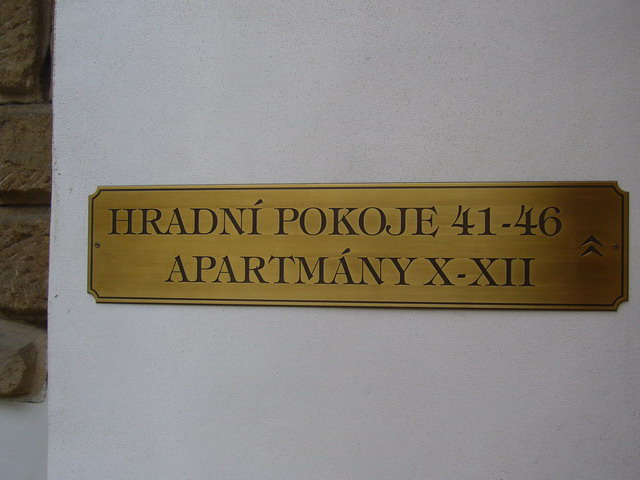 HRADNÍ POKOJE 41-46
APARTMÁNY X-XII